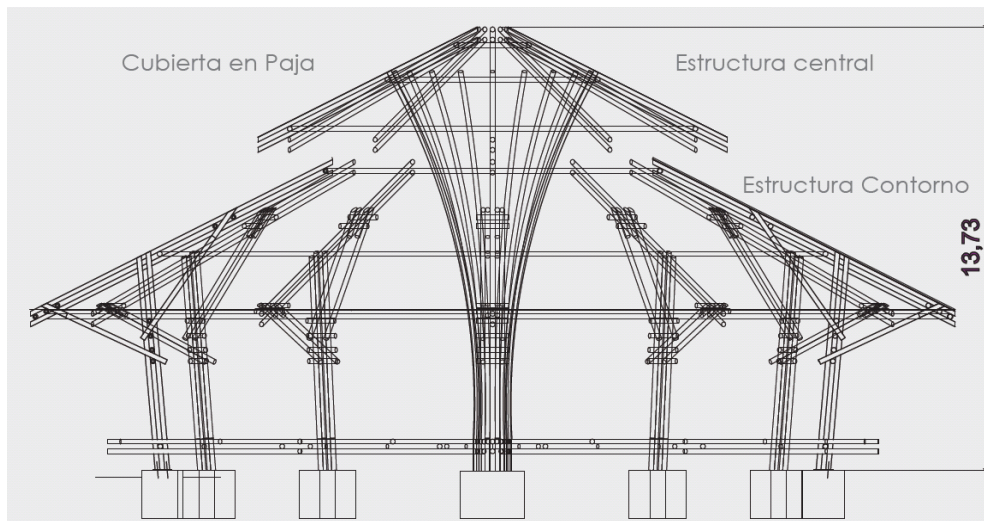 Cubierta en Paja
Estructura central
Estructura Contorno
13,73